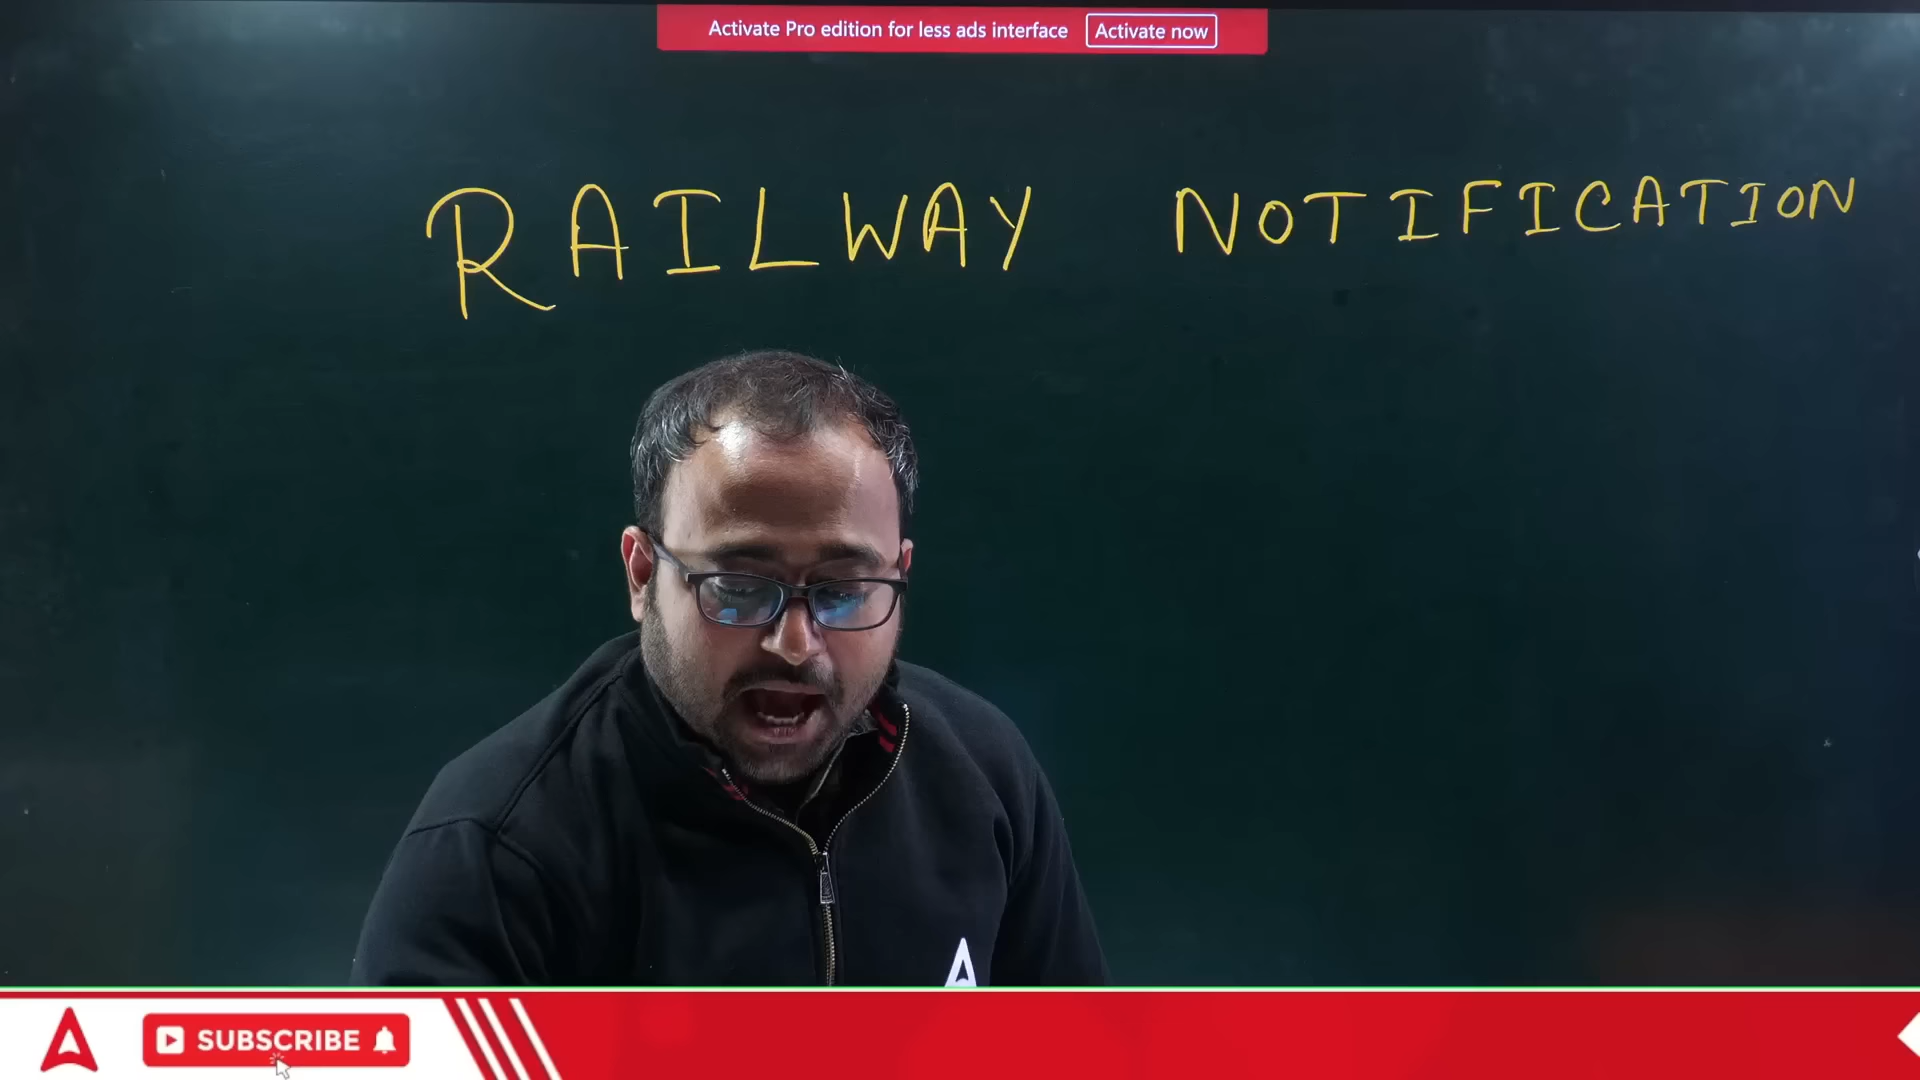 Activate Pro edition for less ads interface Activate now
RAILWAY NOTIFICATION
SUBSCRIBE